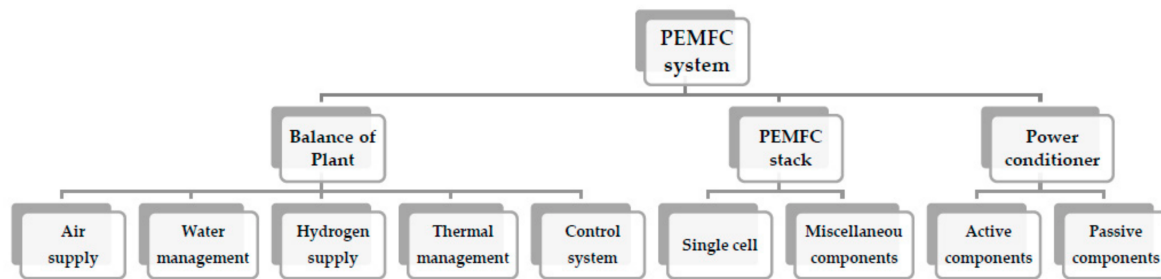 PEMFC
system
Balance of
Plant
PEMFC
stack
Power
conditioner
Air
supply
Water
management
Hydrogen
supply
Thermal
management
Control
system
Single cell
Miscellaneou
components
Active
components
Passive
components